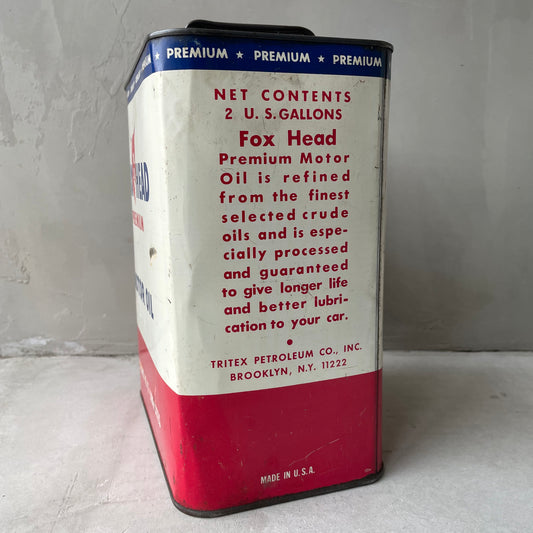 PREMIUM ★ PREMIUM ★ PREMIUM
NET CONTENTS
2 U. S. GALLONS
Fox Head
Premium Motor
Oil is refined
from the finest
selected crude
oils and is espe-
cially processed
and guaranteed
to give longer life
and better lubri-
cation to your car.
•
TRITEX PETROLEUM CO., INC.
BROOKLYN, N.Y. 11222
MADE IN U.S.A.
HEAD
OIL